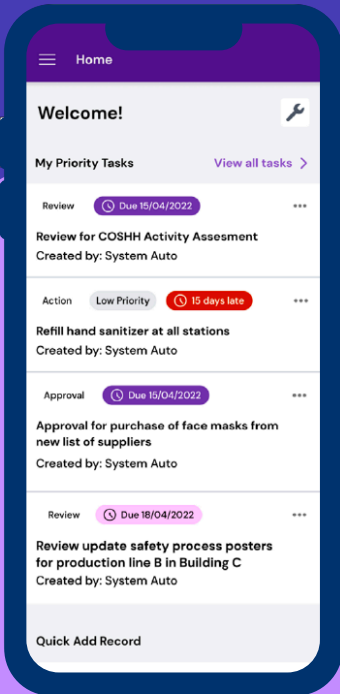 Home
Welcome!
My Priority Tasks View all tasks
Review Due 15/04/2022
Review for COSHH Activity Assesment
Created by: System Auto
Action Low Priority 15 days late
Refill hand sanitizer at all stations
Created by: System Auto
Approval Due 15/04/2022
Approval for purchase of face masks from
new list of suppliers
Created by: System Auto
Review Due 18/04/2022
Review update safety process posters
for production line B in Building C
Created by: System Auto
Quick Add Record